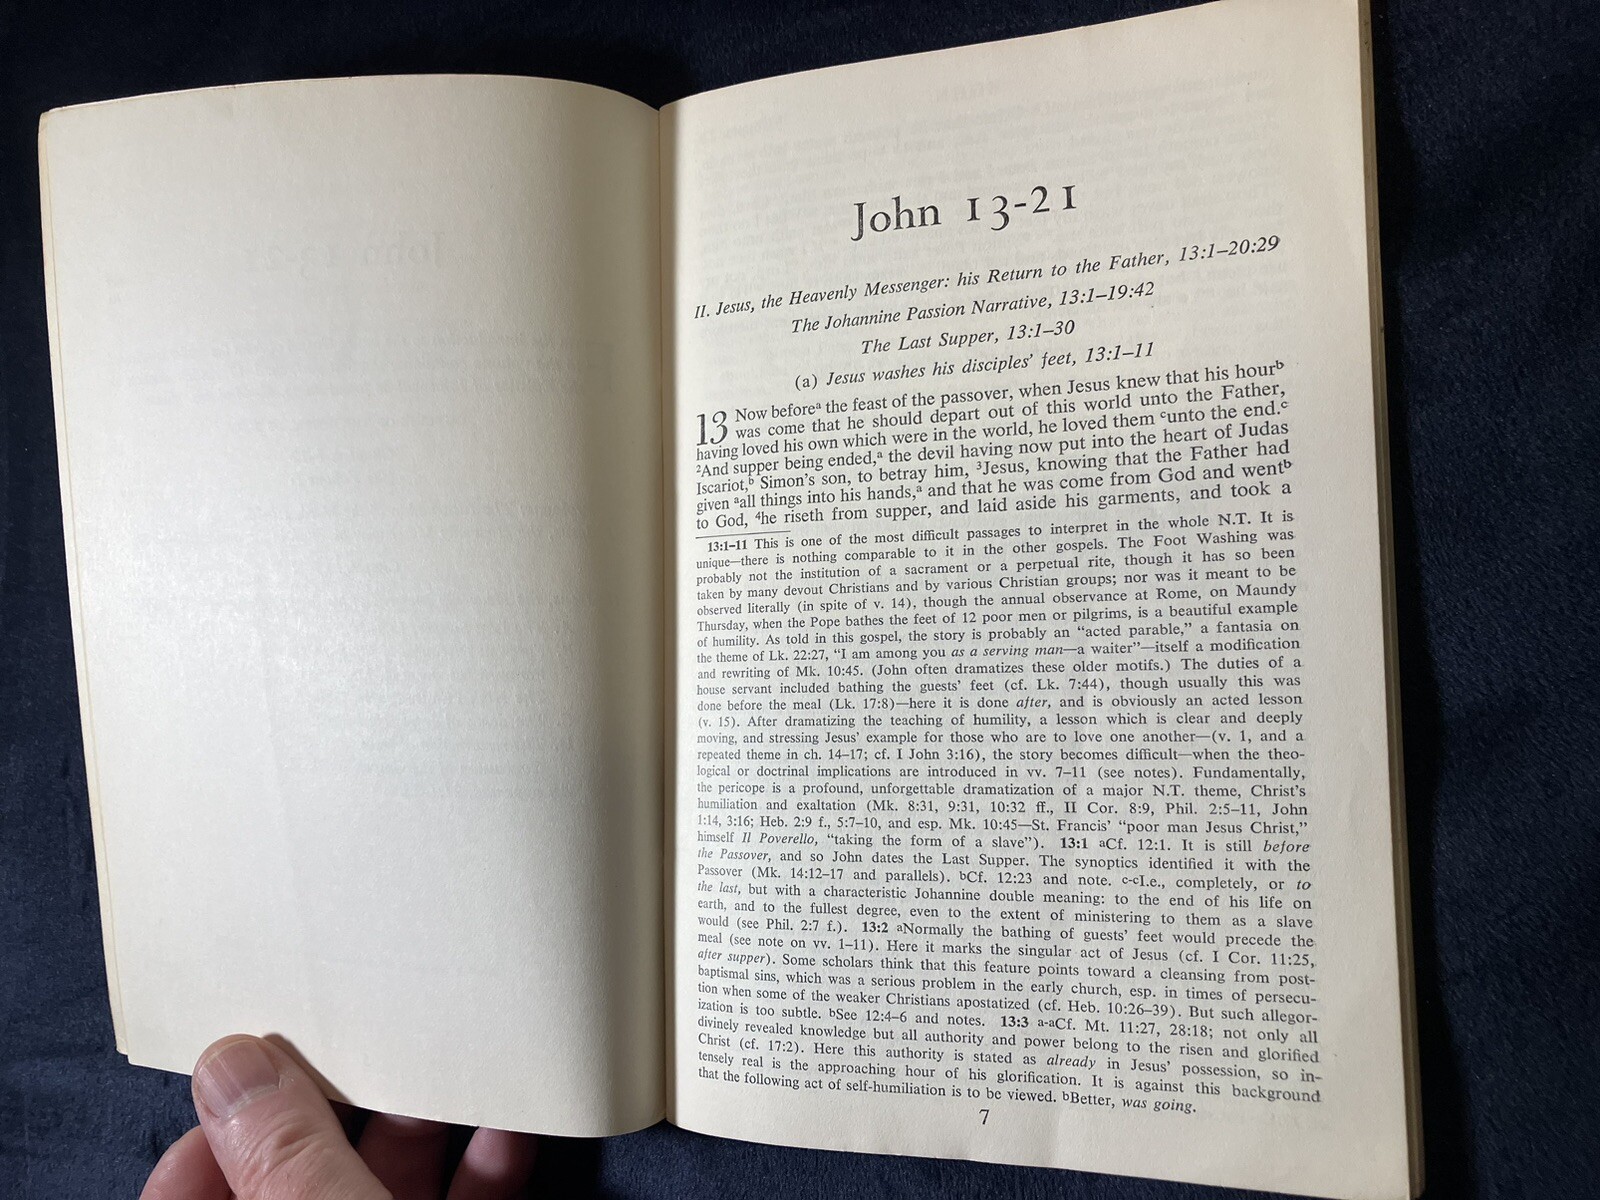 John 13-21
II. Jesus, the Heavenly Messenger: his Return to the Father, 13:1–20:29
The Johannine Passion Narrative, 13:1–19:42
The Last Supper, 13:1–30
(a) Jesus washes his disciples’ feet, 13:1–11
13 Now beforeᵃ the feast of the passover, when Jesus knew that his hourᵇ
was come that he should depart out of this world unto the Father,
having loved his own which were in the world, he loved them ᶜunto the end.ᶜ
²And supper being ended,ᵃ the devil having now put into the heart of Judas
Iscariot,ᵇ Simon’s son, to betray him, ³Jesus, knowing that the Father had
given ᵃall things into his hands,ᵃ and that he was come from God and wentᵇ
to God, ⁴he riseth from supper, and laid aside his garments, and took a
13:1–11 This is one of the most difficult passages to interpret in the whole N.T. It is
unique—there is nothing comparable to it in the other gospels. The Foot Washing was
probably not the institution of a sacrament or a perpetual rite, though it has so been
taken by many devout Christians and by various Christian groups; nor was it meant to be
observed literally (in spite of v. 14), though the annual observance at Rome, on Maundy
Thursday, when the Pope bathes the feet of 12 poor men or pilgrims, is a beautiful example
of humility. As told in this gospel, the story is probably an “acted parable,” a fantasia on
the theme of Lk. 22:27, “I am among you as a serving man—a waiter”—itself a modification
and rewriting of Mk. 10:45. (John often dramatizes these older motifs.) The duties of a
house servant included bathing the guests’ feet (cf. Lk. 7:44), though usually this was
done before the meal (Lk. 17:8)—here it is done after, and is obviously an acted lesson
(v. 15). After dramatizing the teaching of humility, a lesson which is clear and deeply
moving, and stressing Jesus’ example for those who are to love one another—(v. 1, and a
repeated theme in ch. 14–17; cf. I John 3:16), the story becomes difficult—when the theo-
logical or doctrinal implications are introduced in vv. 7–11 (see notes). Fundamentally,
the pericope is a profound, unforgettable dramatization of a major N.T. theme, Christ’s
humiliation and exaltation (Mk. 8:31, 9:31, 10:32 ff., II Cor. 8:9, Phil. 2:5–11, John
1:14, 3:16; Heb. 2:9 f., 5:7–10, and esp. Mk. 10:45—St. Francis’ “poor man Jesus Christ,”
himself Il Poverello, “taking the form of a slave”). 13:1 ᵃCf. 12:1. It is still before
the Passover, and so John dates the Last Supper. The synoptics identified it with the
Passover (Mk. 14:12–17 and parallels). ᵇCf. 12:23 and note. ᶜ⁻ᶜI.e., completely, or to
the last, but with a characteristic Johannine double meaning: to the end of his life on
earth, and to the fullest degree, even to the extent of ministering to them as a slave
would (see Phil. 2:7 f.). 13:2 ᵃNormally the bathing of guests’ feet would precede the
meal (see note on vv. 1–11). Here it marks the singular act of Jesus (cf. I Cor. 11:25,
after supper). Some scholars think that this feature points toward a cleansing from post-
baptismal sins, which was a serious problem in the early church, esp. in times of persecu-
tion when some of the weaker Christians apostatized (cf. Heb. 10:26–39). But such allegor-
ization is too subtle. ᵇSee 12:4–6 and notes. 13:3 ᵃ⁻ᵃCf. Mt. 11:27, 28:18; not only all
divinely revealed knowledge but all authority and power belong to the risen and glorified
Christ (cf. 17:2). Here this authority is stated as already in Jesus’ possession, so in-
tensely real is the approaching hour of his glorification. It is against this background
that the following act of self-humiliation is to be viewed. ᵇBetter, was going.
7